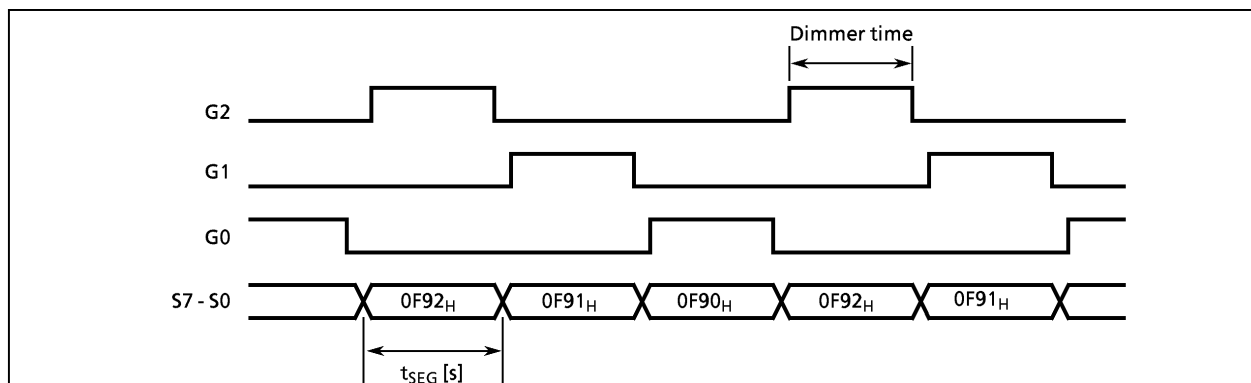 Dimmer time
G2
G1
G0
S7 - S0 0F92H 0F91H 0F90H 0F92H 0F91H
tSEG [s]